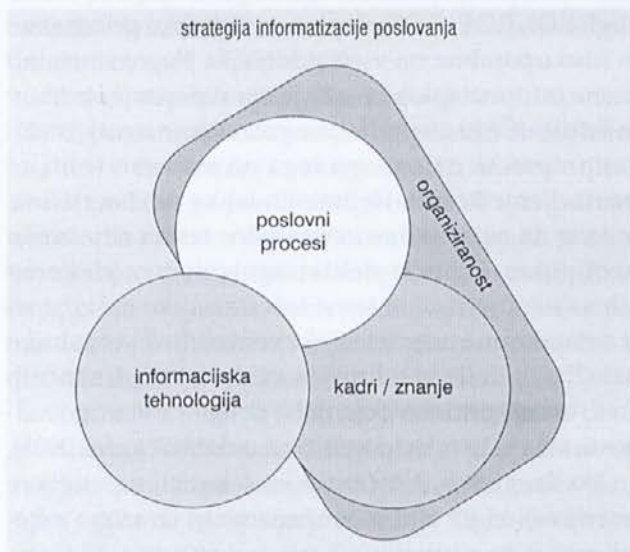 strategija informatizacije poslovanja
organiziranost
poslovni
procesi
informacijska
tehnologija
kadri / znanje